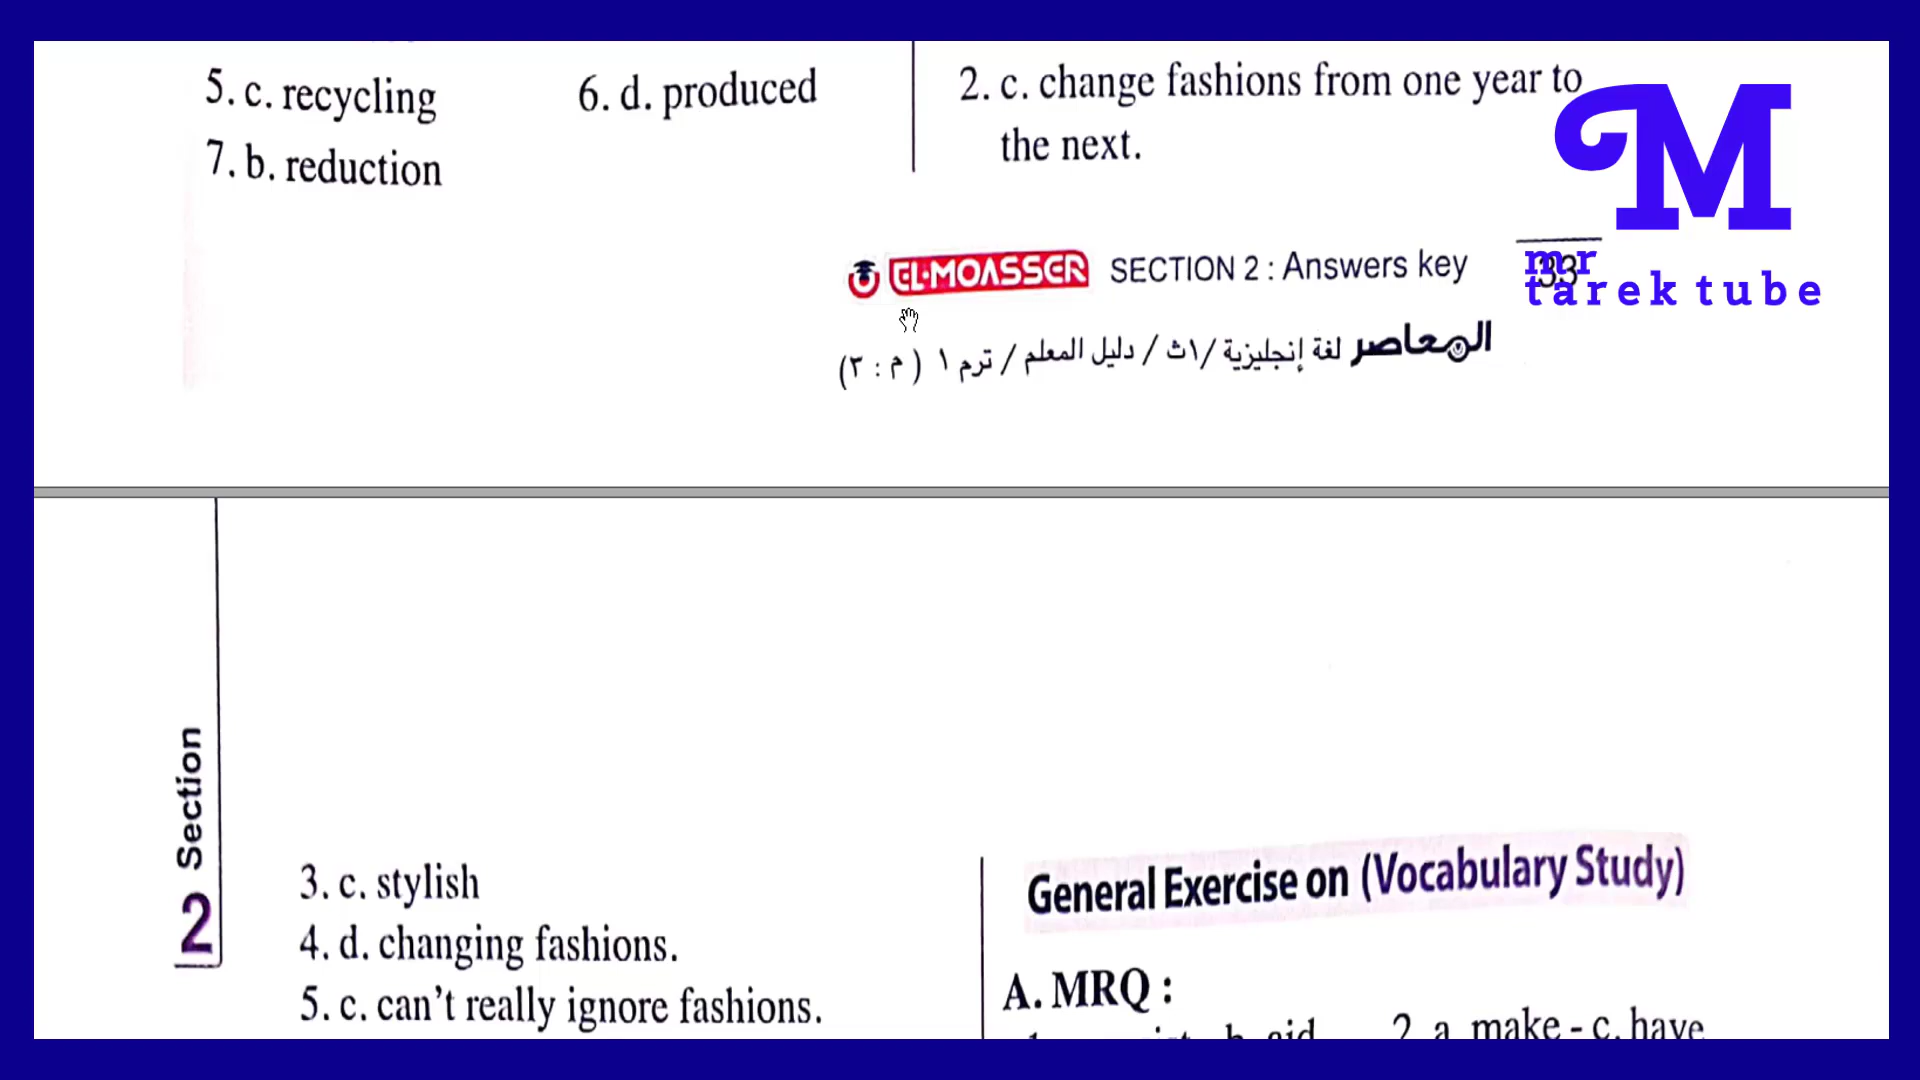 5. c. recycling
6. d. produced
7. b. reduction
2. c. change fashions from one year to
the next.
EL-MOASSER SECTION 2 : Answers key 33
المعاصر لغة إنجليزية /١ث / دليل المعلم / ترم ١ (م : ٣)
M
mr
tarek tube
Section
2
3. c. stylish
4. d. changing fashions.
5. c. can't really ignore fashions.
General Exercise on (Vocabulary Study)
A. MRQ :
b. aid
2. a. make - c. have